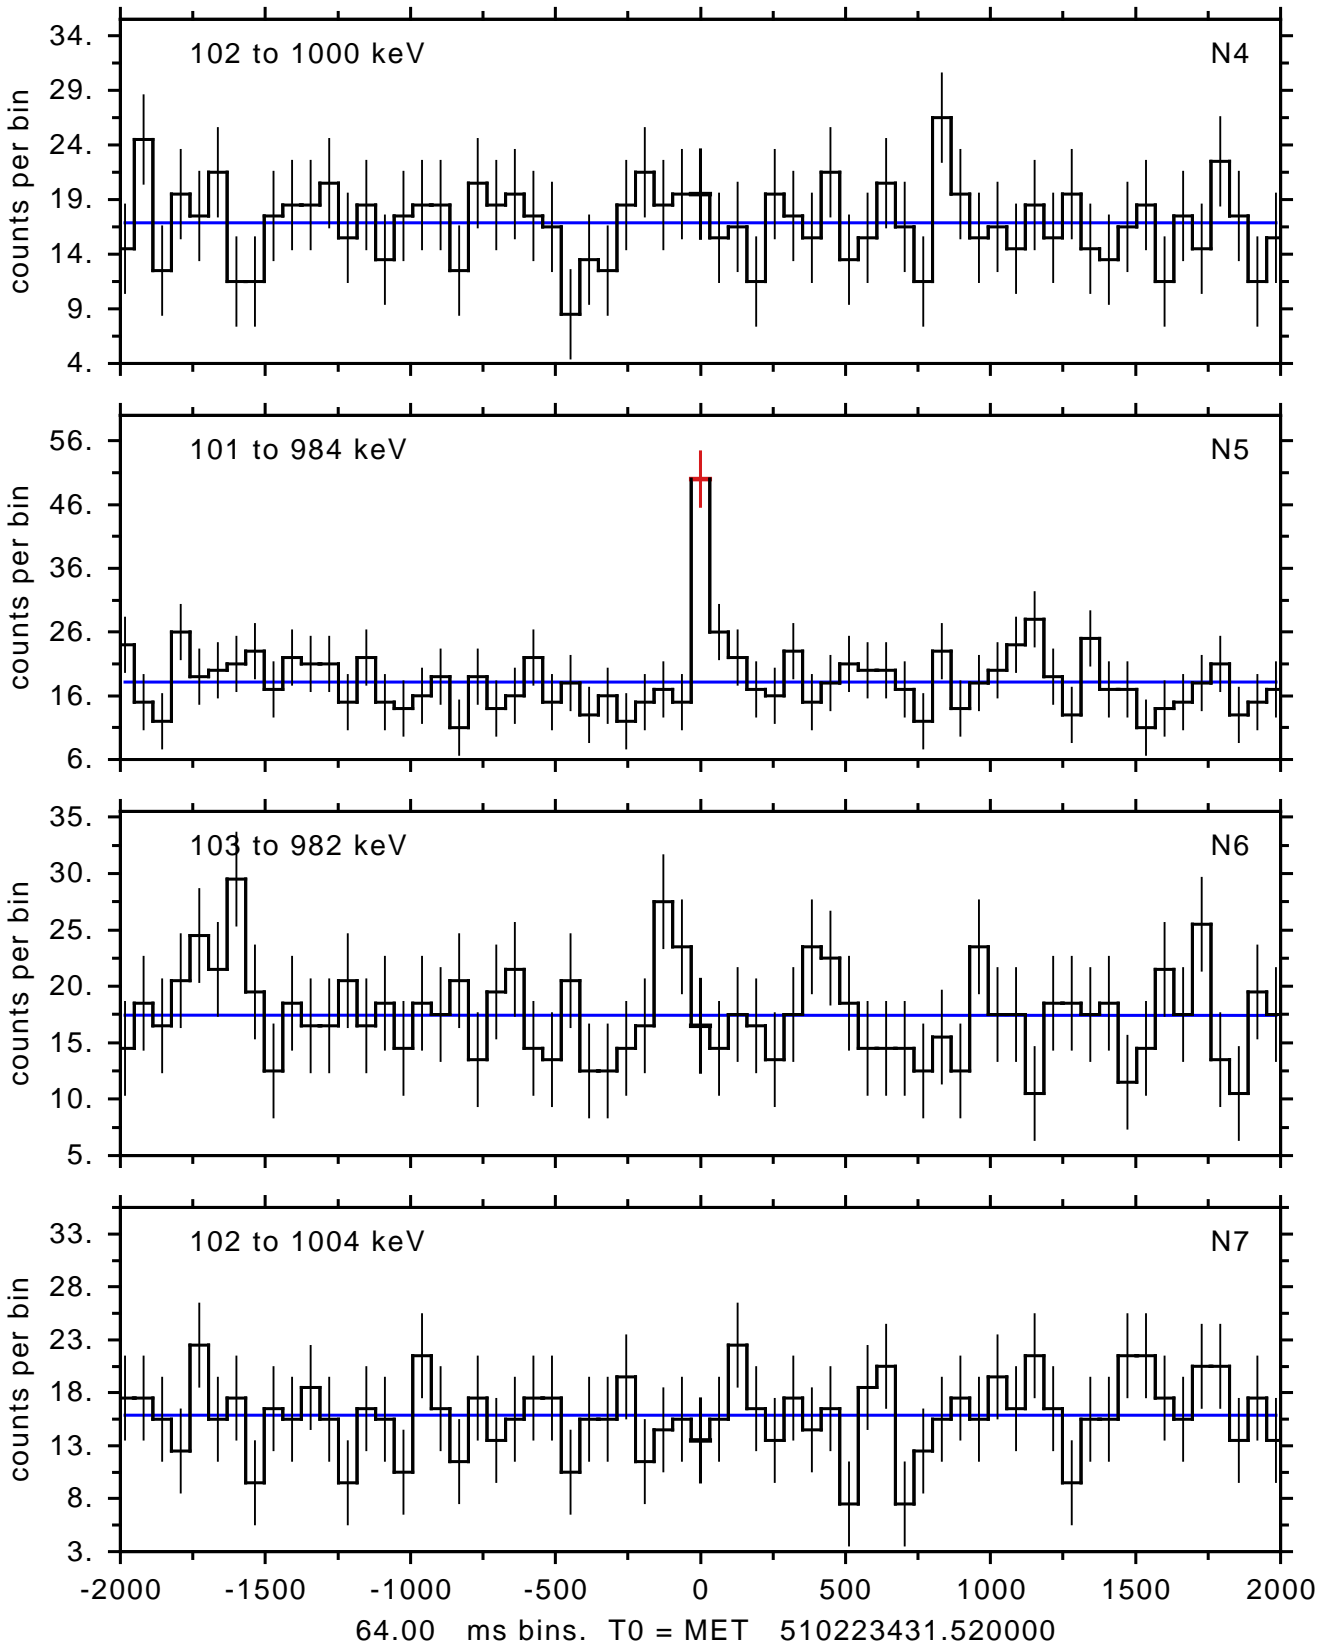 102 to 1000 keV N4
34.
29.
24.
19.
14.
9.
4.
counts per bin
101 to 984 keV N5
56.
46.
36.
26.
16.
6.
counts per bin
103 to 982 keV N6
35.
30.
25.
20.
15.
10.
5.
counts per bin
102 to 1004 keV N7
33.
28.
23.
18.
13.
8.
3.
counts per bin
-2000 -1500 -1000 -500 0 500 1000 1500 2000
64.00 ms bins. T0 = MET 510223431.520000